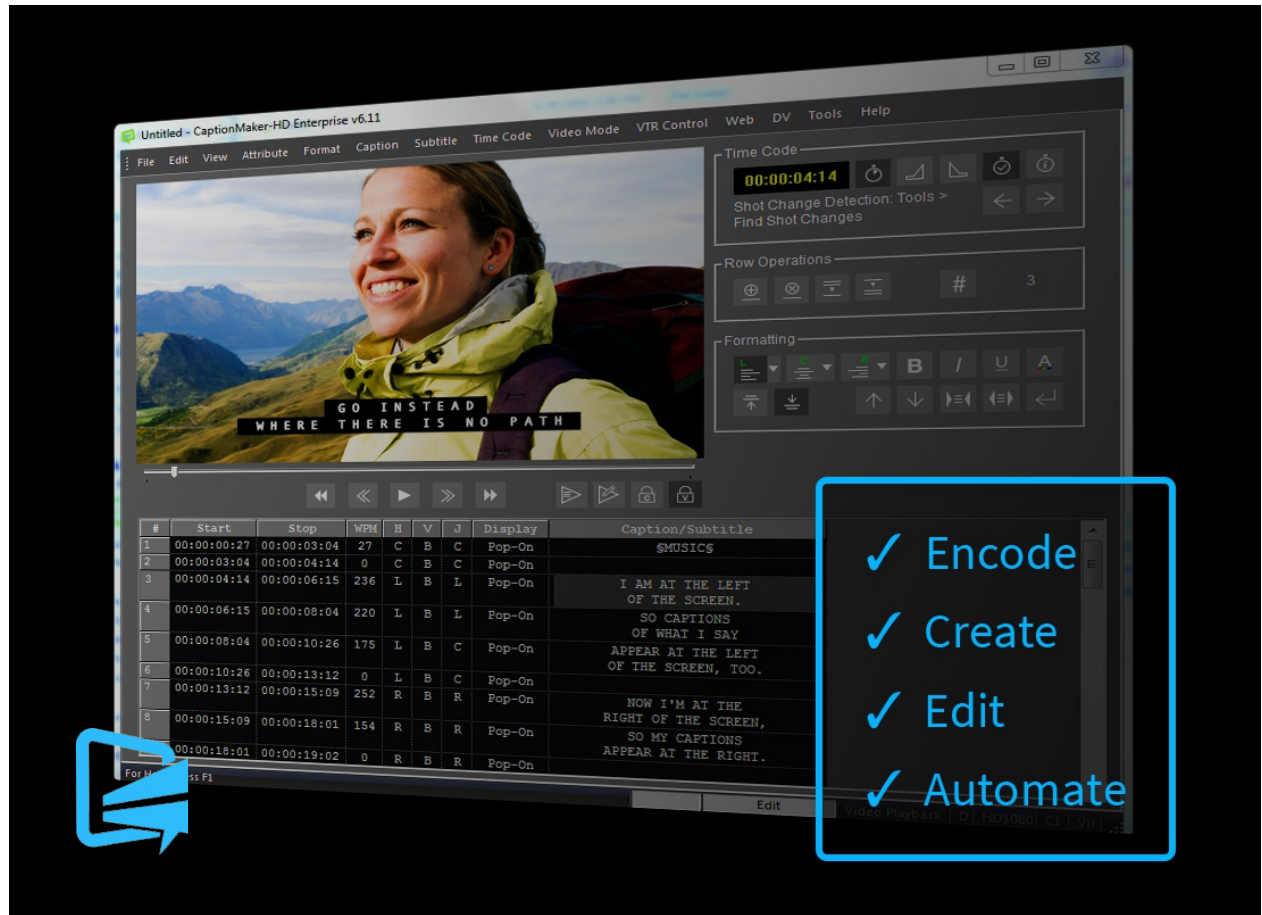 Untitled - CaptionMaker-HD Enterprise v6.11
File Edit View Attribute Format Caption Subtitle Time Code Video Mode VTR Control Web DV Tools Help
Time Code
00:00:04:14
Shot Change Detection: Tools >
Find Shot Changes
Row Operations
# 3
Formatting
L C R B I U A
GO INSTEAD
WHERE THERE IS NO PATH
# Start Stop WPM H V J Display Caption/Subtitle
1 00:00:00:27 00:00:03:04 27 C B C Pop-On §MUSIC§
2 00:00:03:04 00:00:04:14 0 C B C Pop-On
3 00:00:04:14 00:00:06:15 236 L B L Pop-On I AM AT THE LEFT
OF THE SCREEN.
4 00:00:06:15 00:00:08:04 220 L B L Pop-On SO CAPTIONS
OF WHAT I SAY
5 00:00:08:04 00:00:10:26 175 L B C Pop-On APPEAR AT THE LEFT
OF THE SCREEN, TOO.
6 00:00:10:26 00:00:13:12 0 L B C Pop-On
7 00:00:13:12 00:00:15:09 252 R B R Pop-On NOW I'M AT THE
RIGHT OF THE SCREEN,
8 00:00:15:09 00:00:18:01 154 R B R Pop-On SO MY CAPTIONS
APPEAR AT THE RIGHT.
00:00:18:01 00:00:19:02 0 R B R Pop-On
✓ Encode
✓ Create
✓ Edit
✓ Automate
For ess F1
Edit Video Playback D HD1080 C1 Vir